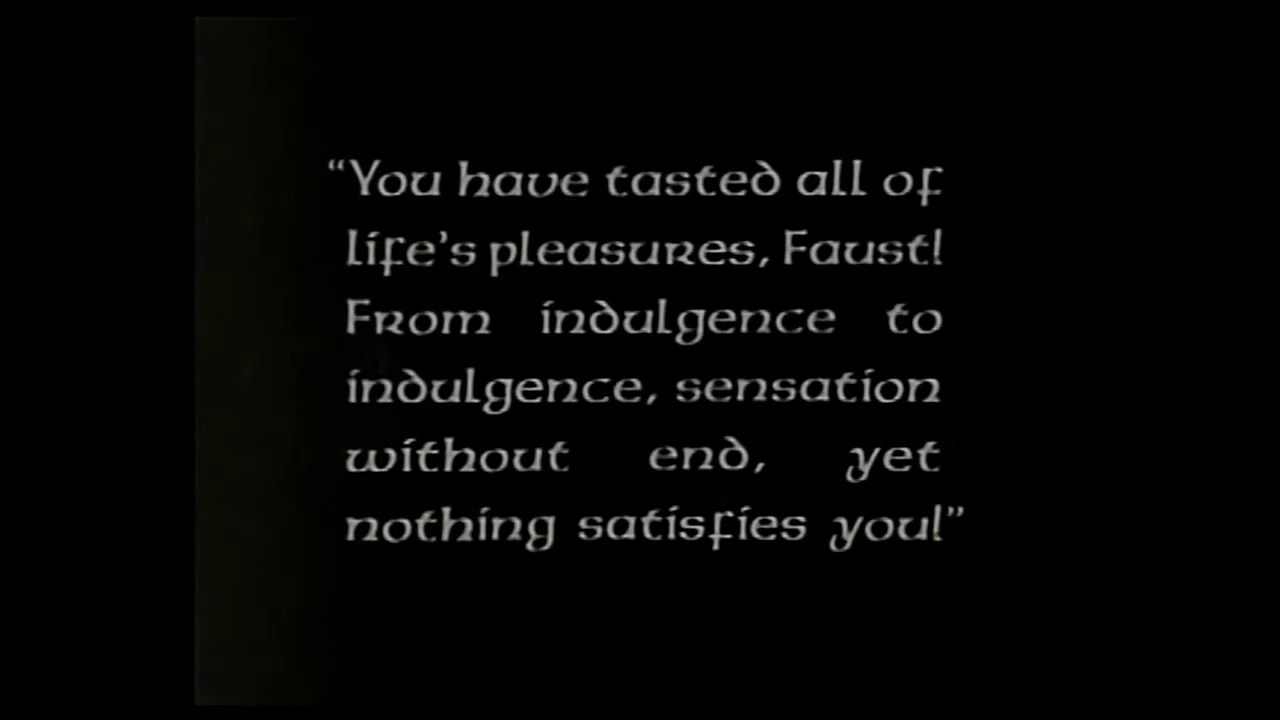 “You have tasted all of
life’s pleasures, Faust!
From indulgence to
indulgence, sensation
without end, yet
nothing satisfies you!”